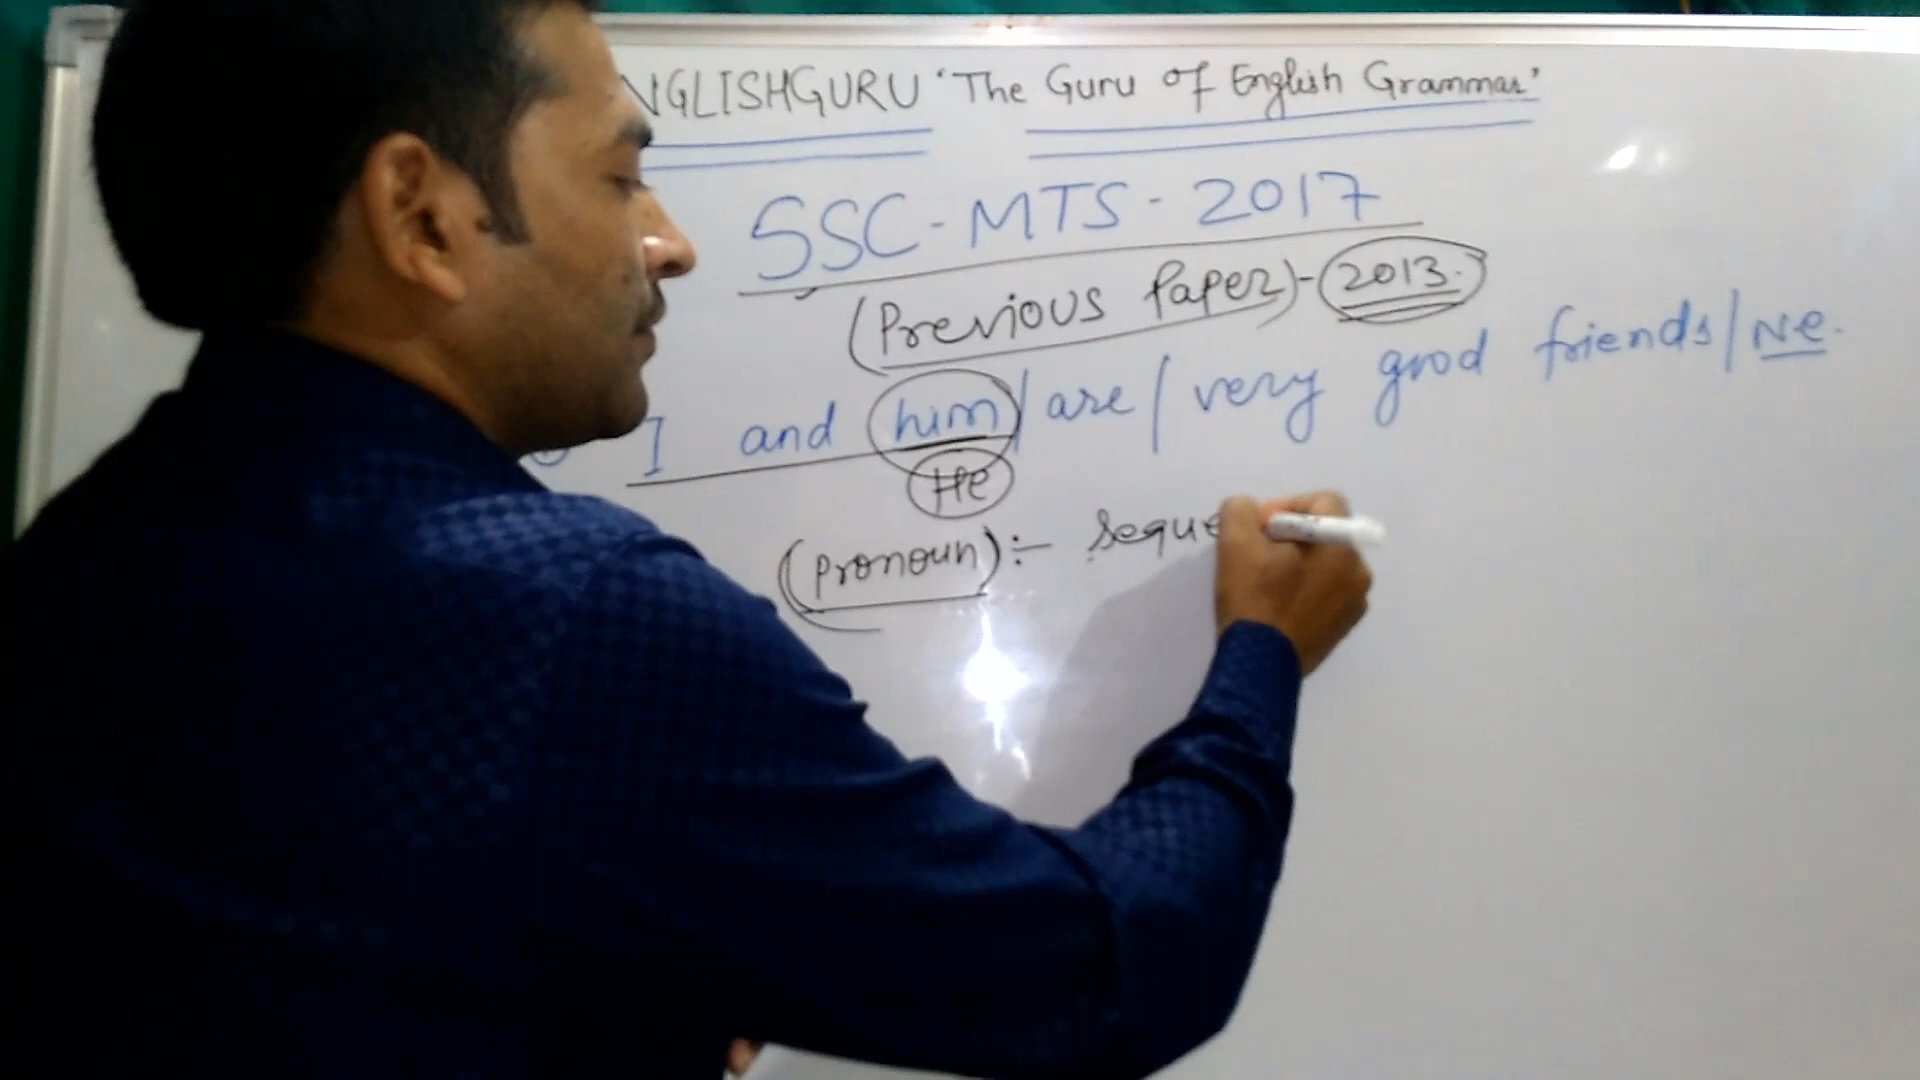 NGLISHGURU 'The Guru of English Grammar'
SSC-MTS-2017
(Previous Paper)-2013.
I and him/are/very good friends/NE.
He
(Pronoun):- Seque